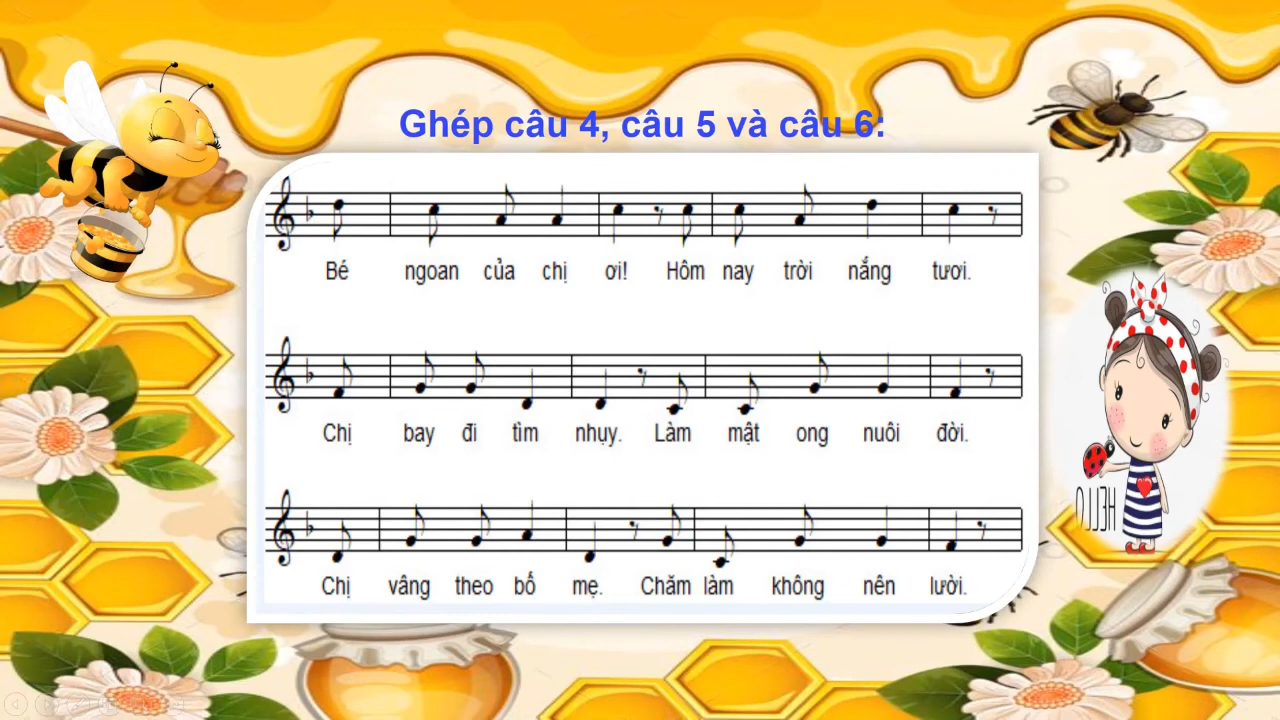 Ghép câu 4, câu 5 và câu 6:
Bé ngoan của chị ơi! Hôm nay trời nắng tươi.
Chị bay đi tìm nhụy. Làm mật ong nuôi đời.
Chị vâng theo bố mẹ. Chăm làm không nên lười.
HELLO